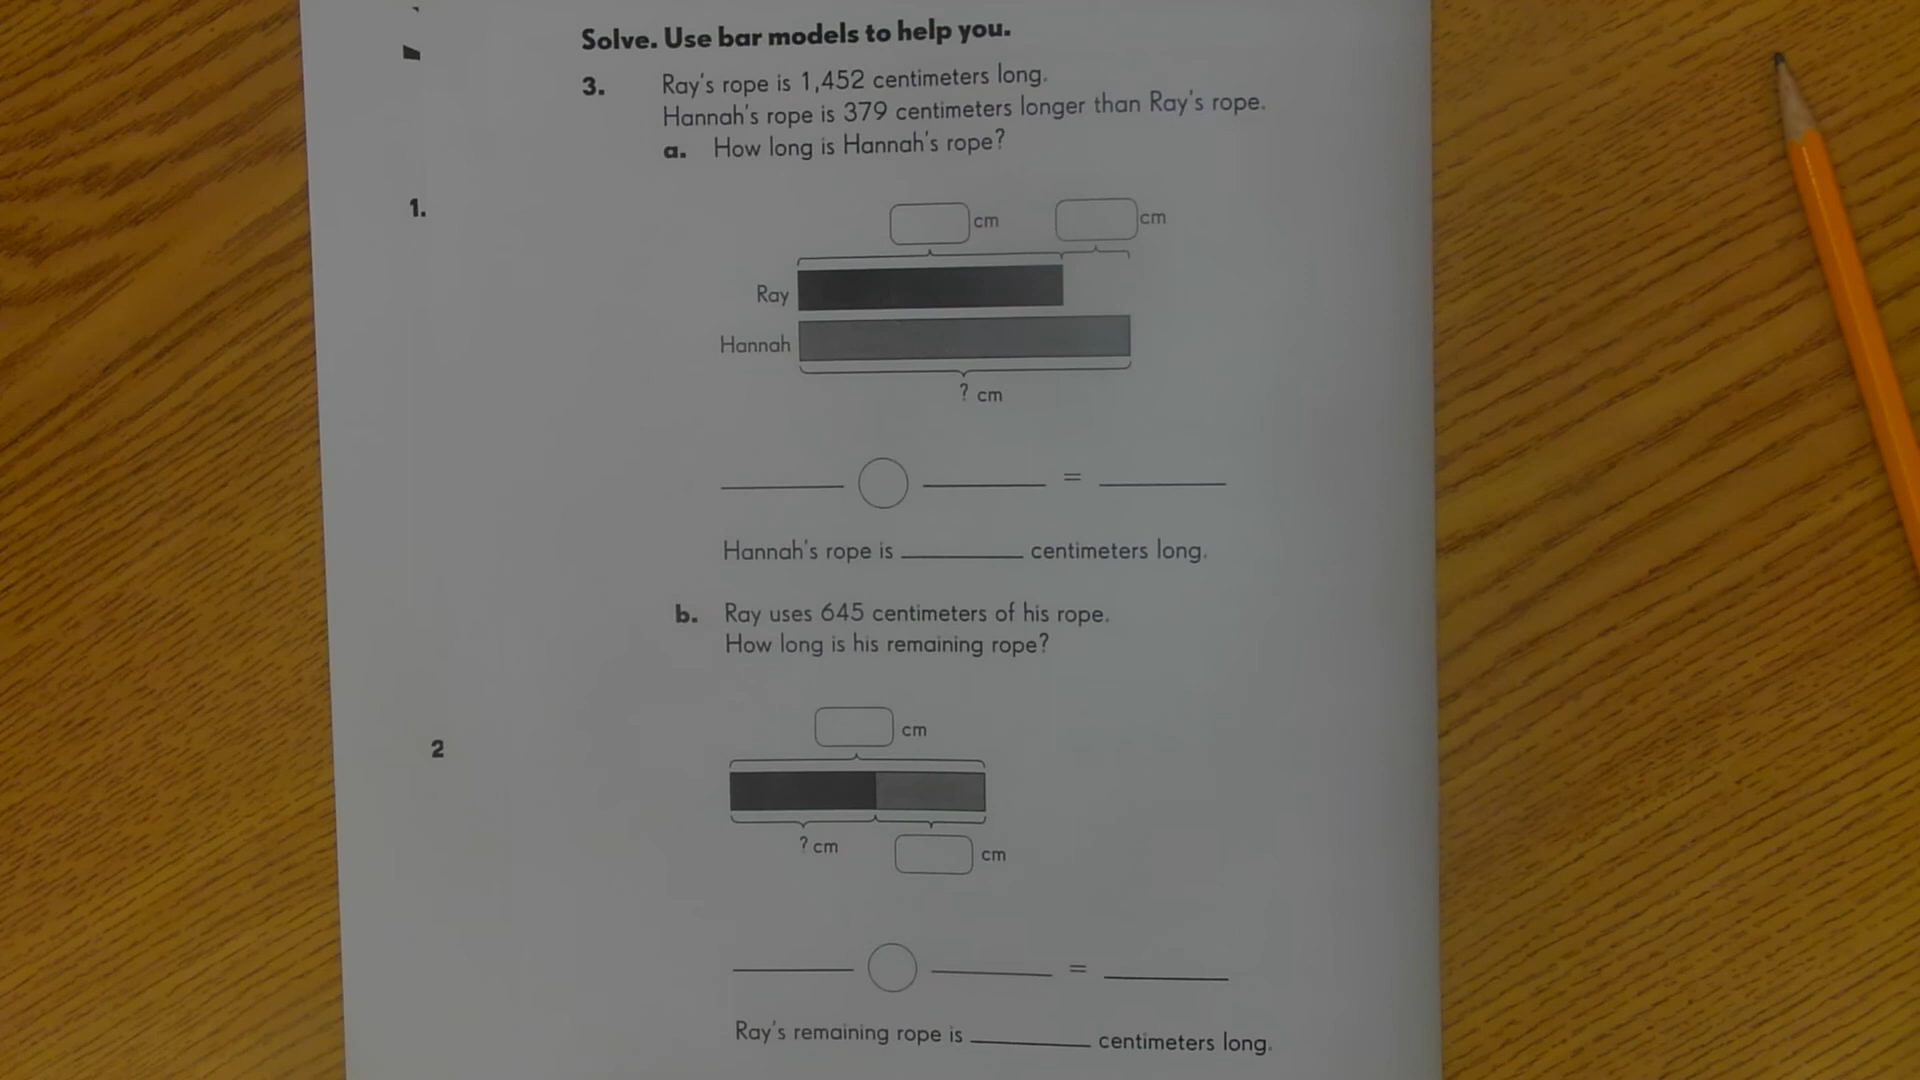 Solve. Use bar models to help you.
3. Ray's rope is 1,452 centimeters long.
Hannah's rope is 379 centimeters longer than Ray's rope.
a. How long is Hannah's rope?
1.
cm cm
Ray
Hannah
? cm
=
Hannah's rope is ______ centimeters long.
b. Ray uses 645 centimeters of his rope.
How long is his remaining rope?
cm
2
? cm cm
=
Ray's remaining rope is ______ centimeters long.